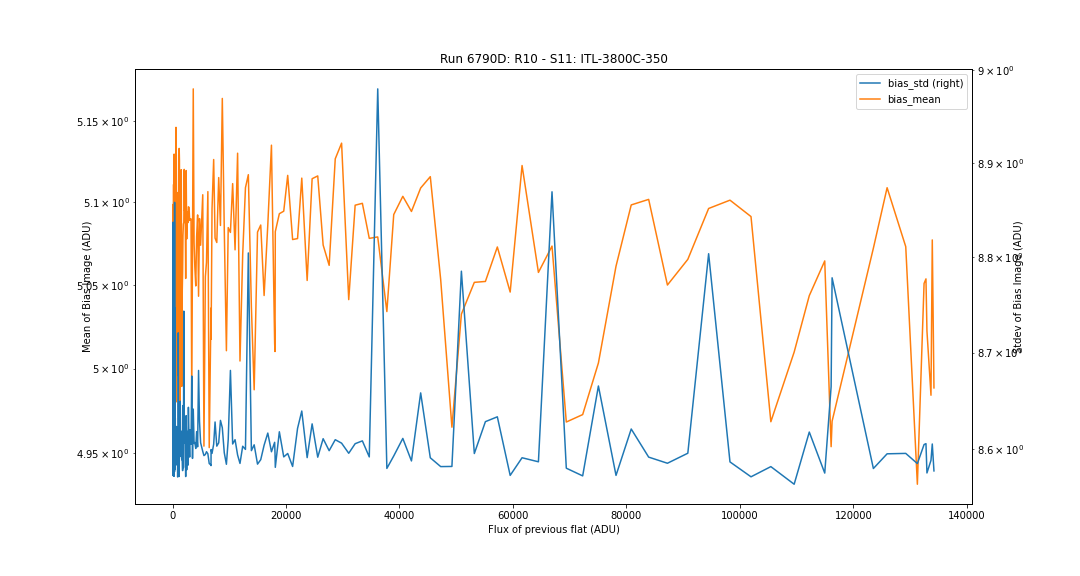 Run 6790D: R10 - S11: ITL-3800C-350
bias_std (right)
bias_mean
5.15 × 10⁰
5.1 × 10⁰
5.05 × 10⁰
5 × 10⁰
4.95 × 10⁰
Mean of Bias Image (ADU)
9 × 10⁰
8.9 × 10⁰
8.8 × 10⁰
8.7 × 10⁰
8.6 × 10⁰
Stdev of Bias Image (ADU)
0 20000 40000 60000 80000 100000 120000 140000
Flux of previous flat (ADU)